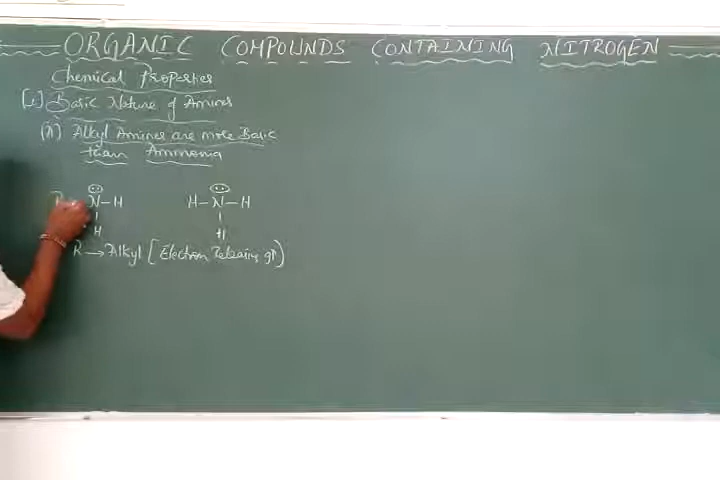 ORGANIC COMPOUNDS CONTAINING NITROGEN
Chemical Properties
(i) Basic Nature of Amines
(A) Alkyl Amines are more Basic
than Ammonia
R N–H H–N–H
H H
R → Alkyl [Electron Releasing gp]